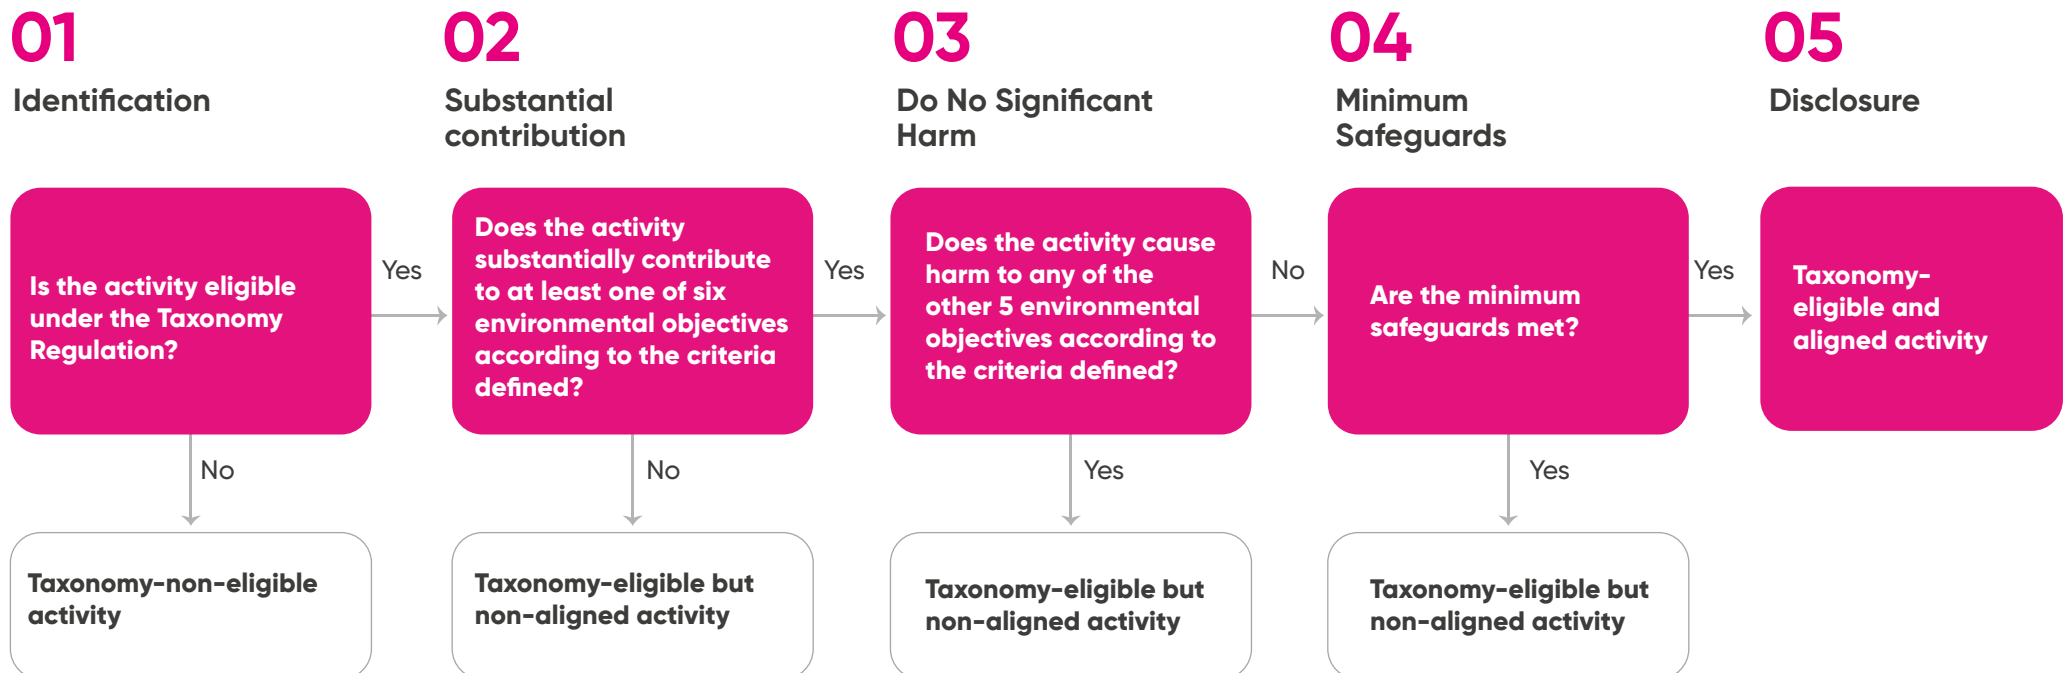 01
Identification
02
Substantial
contribution
03
Do No Significant
Harm
04
Minimum
Safeguards
05
Disclosure
Is the activity eligible
under the Taxonomy
Regulation?
Yes
Does the activity
substantially contribute
to at least one of six
environmental objectives
according to the criteria
defined?
Yes
Does the activity cause
harm to any of the
other 5 environmental
objectives according to
the criteria defined?
No
Are the minimum
safeguards met?
Yes
Taxonomy-
eligible and
aligned activity
No
No
Yes
Yes
Taxonomy-non-eligible
activity
Taxonomy-eligible but
non-aligned activity
Taxonomy-eligible but
non-aligned activity
Taxonomy-eligible but
non-aligned activity